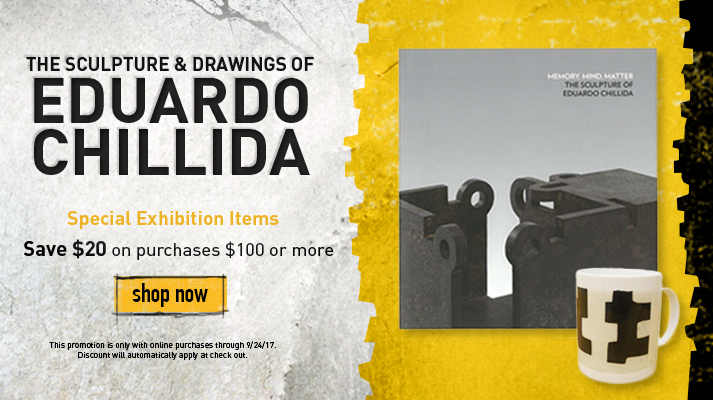 THE SCULPTURE & DRAWINGS OF
EDUARDO
CHILLIDA
Special Exhibition Items
Save $20 on purchases $100 or more
shop now
This promotion is only with online purchases through 9/24/17.
Discount will automatically apply at check out.
MEMORY, MIND, MATTER
THE SCULPTURE OF
EDUARDO CHILLIDA